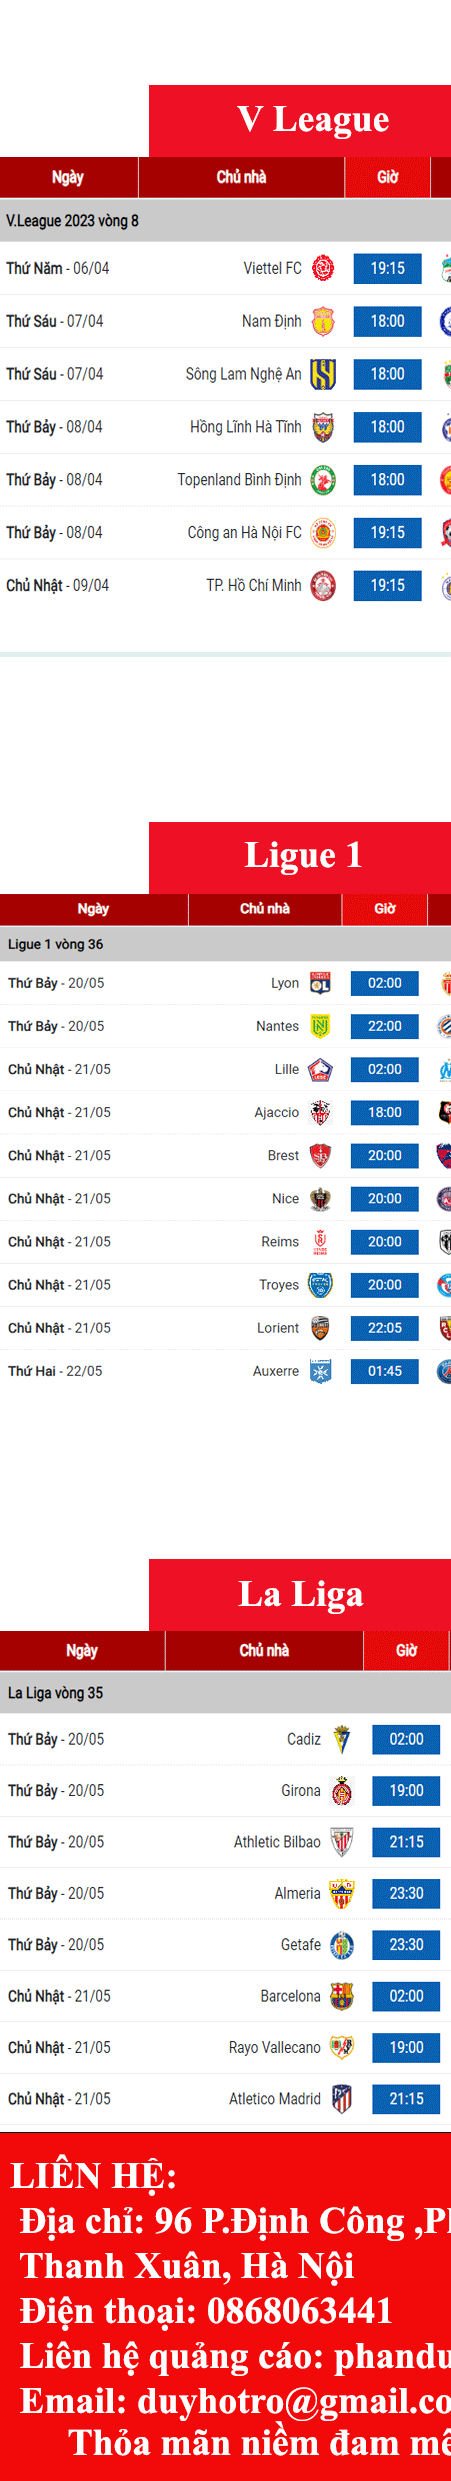 V League
Ngày Chủ nhà Giờ
V.League 2023 vòng 8
Thứ Năm - 06/04 Viettel FC 19:15
Thứ Sáu - 07/04 Nam Định 18:00
Thứ Sáu - 07/04 Sông Lam Nghệ An 18:00
Thứ Bảy - 08/04 Hồng Lĩnh Hà Tĩnh 18:00
Thứ Bảy - 08/04 Topenland Bình Định 18:00
Thứ Bảy - 08/04 Công an Hà Nội FC 19:15
Chủ Nhật - 09/04 TP. Hồ Chí Minh 19:15
Ligue 1
Ngày Chủ nhà Giờ
Ligue 1 vòng 36
Thứ Bảy - 20/05 Lyon 02:00
Thứ Bảy - 20/05 Nantes 22:00
Chủ Nhật - 21/05 Lille 02:00
Chủ Nhật - 21/05 Ajaccio 18:00
Chủ Nhật - 21/05 Brest 20:00
Chủ Nhật - 21/05 Nice 20:00
Chủ Nhật - 21/05 Reims 20:00
Chủ Nhật - 21/05 Troyes 20:00
Chủ Nhật - 21/05 Lorient 22:05
Thứ Hai - 22/05 Auxerre 01:45
La Liga
Ngày Chủ nhà Giờ
La Liga vòng 35
Thứ Bảy - 20/05 Cadiz 02:00
Thứ Bảy - 20/05 Girona 19:00
Thứ Bảy - 20/05 Athletic Bilbao 21:15
Thứ Bảy - 20/05 Almeria 23:30
Thứ Bảy - 20/05 Getafe 23:30
Chủ Nhật - 21/05 Barcelona 02:00
Chủ Nhật - 21/05 Rayo Vallecano 19:00
Chủ Nhật - 21/05 Atletico Madrid 21:15
LIÊN HỆ:
Địa chỉ: 96 P.Định Công ,
Thanh Xuân, Hà Nội
Điện thoại: 0868063441
Liên hệ quảng cáo: phandu
Email: duyhotro@gmail.co
Thỏa mãn niềm đam mê